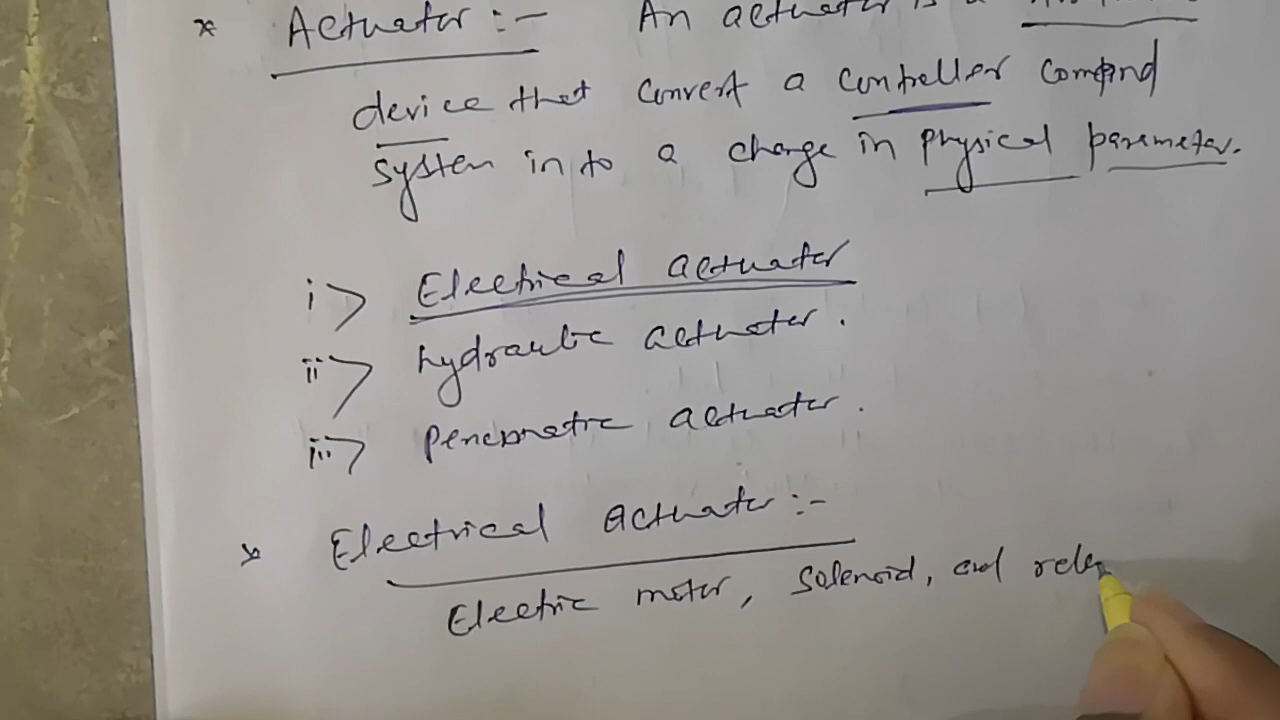 * Actuator :- An actuator is a
device that convert a controller command
system in to a change in physical parameter.
i> Electrical actuator
ii> hydraulic actuator.
iii> Peneumatic actuator.
* Electrical actuator :-
Electric motor, Solenoid, and